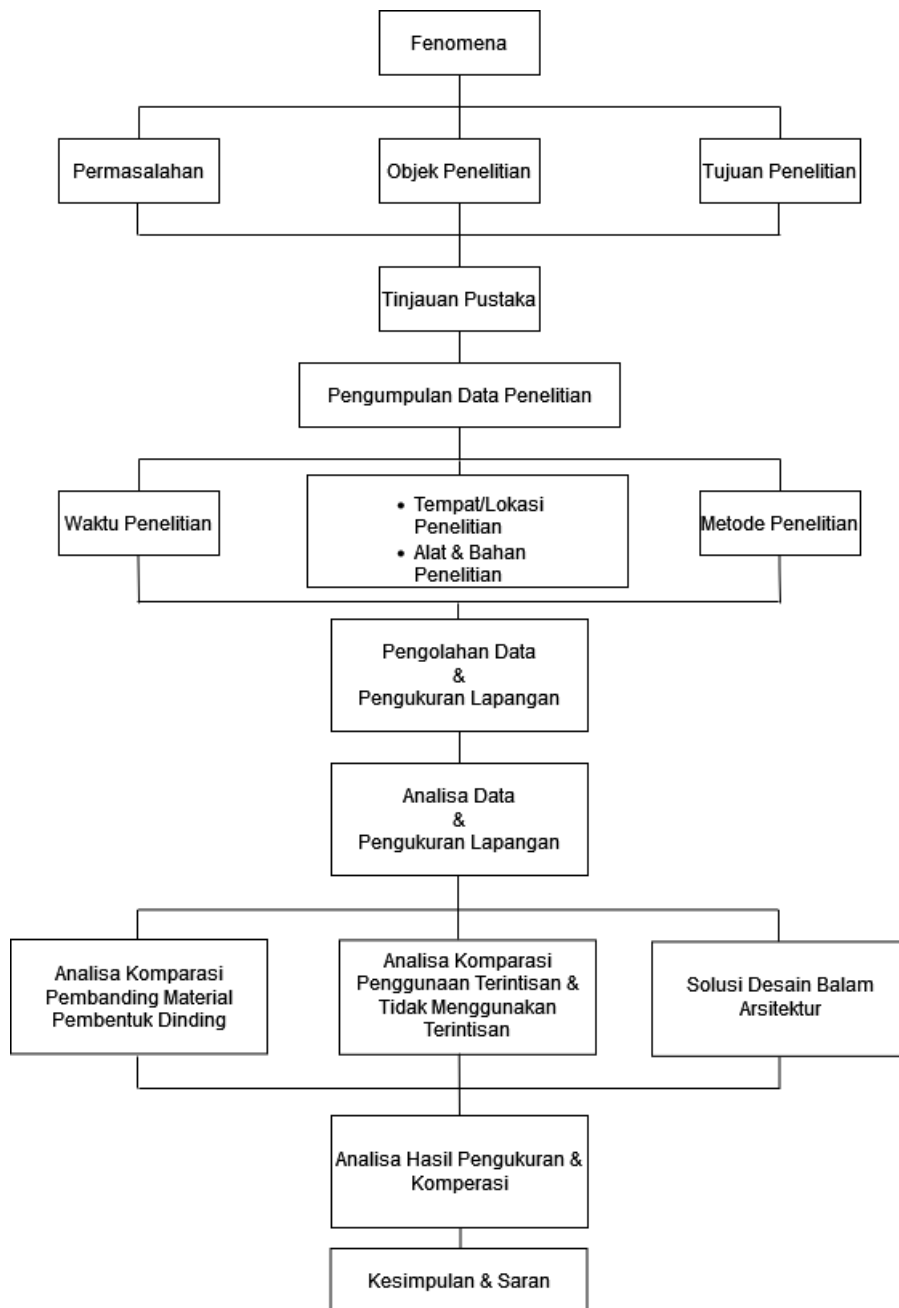 Fenomena
Permasalahan
Objek Penelitian
Tujuan Penelitian
Tinjauan Pustaka
Pengumpulan Data Penelitian
Waktu Penelitian
• Tempat/Lokasi
Penelitian
• Alat & Bahan
Penelitian
Metode Penelitian
Pengolahan Data
&
Pengukuran Lapangan
Analisa Data
&
Pengukuran Lapangan
Analisa Komparasi
Pembanding Material
Pembentuk Dinding
Analisa Komparasi
Penggunaan Terintisan &
Tidak Menggunakan
Terintisan
Solusi Desain Balam
Arsitektur
Analisa Hasil Pengukuran &
Komperasi
Kesimpulan & Saran